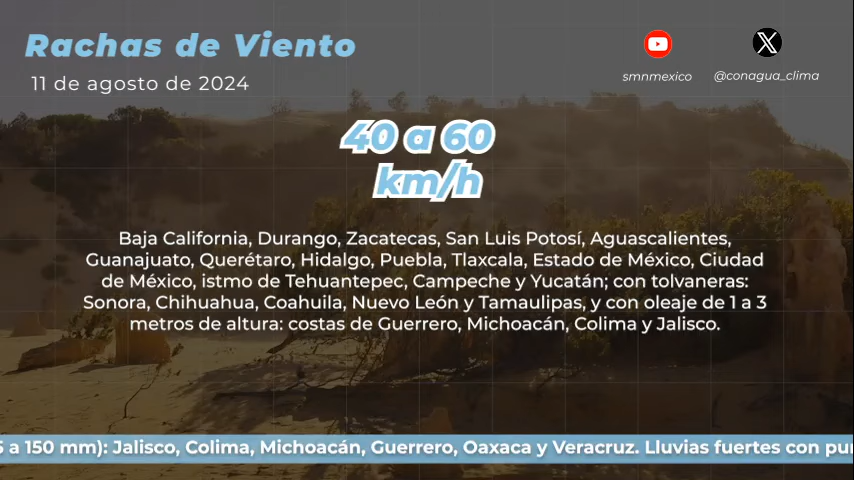 Rachas de Viento
11 de agosto de 2024
smnmexico
@conagua_clima
40 a 60
km/h
Baja California, Durango, Zacatecas, San Luis Potosí, Aguascalientes,
Guanajuato, Querétaro, Hidalgo, Puebla, Tlaxcala, Estado de México, Ciudad
de México, istmo de Tehuantepec, Campeche y Yucatán; con tolvaneras:
Sonora, Chihuahua, Coahuila, Nuevo León y Tamaulipas, y con oleaje de 1 a 3
metros de altura: costas de Guerrero, Michoacán, Colima y Jalisco.
a 150 mm): Jalisco, Colima, Michoacán, Guerrero, Oaxaca y Veracruz. Lluvias fuertes con